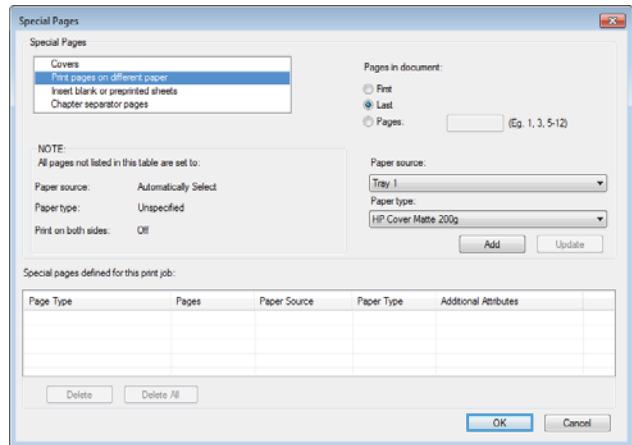 Special Pages
Special Pages
Covers
Print pages on different paper
Insert blank or preprinted sheets
Chapter separator pages
Pages in document:
First
Last
Pages:
(Eg. 1, 3, 5-12)
NOTE:
All pages not listed in this table are set to:
Paper source: Automatically Select
Paper type: Unspecified
Print on both sides: Off
Paper source:
Tray 1
Paper type:
HP Cover Matte 200g
Add Update
Special pages defined for this print job:
Page Type Pages Paper Source Paper Type Additional Attributes
Delete Delete All
OK Cancel